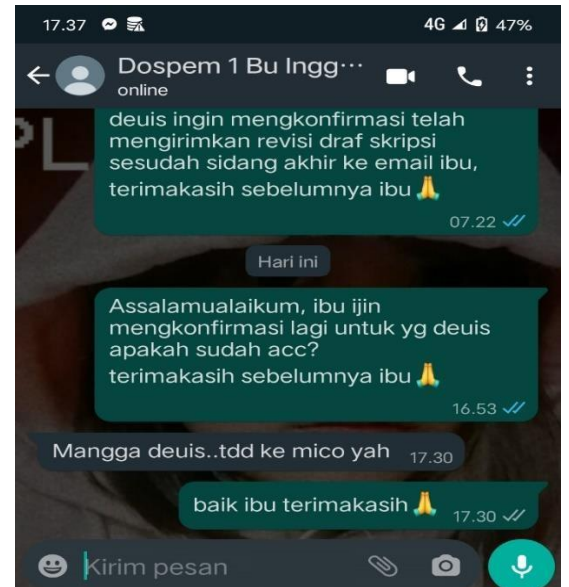 17.37 4G 47%
Dospem 1 Bu Ingg...
online
deuis ingin mengkonfirmasi telah
mengirimkan revisi draf skripsi
sesudah sidang akhir ke email ibu,
terimakasih sebelumnya ibu 🙏
07.22
Hari ini
Assalamualaikum, ibu ijin
mengkonfirmasi lagi untuk yg deuis
apakah sudah acc?
terimakasih sebelumnya ibu 🙏
16.53
Mangga deuis..tdd ke mico yah 17.30
baik ibu terimakasih 🙏 17.30
Kirim pesan